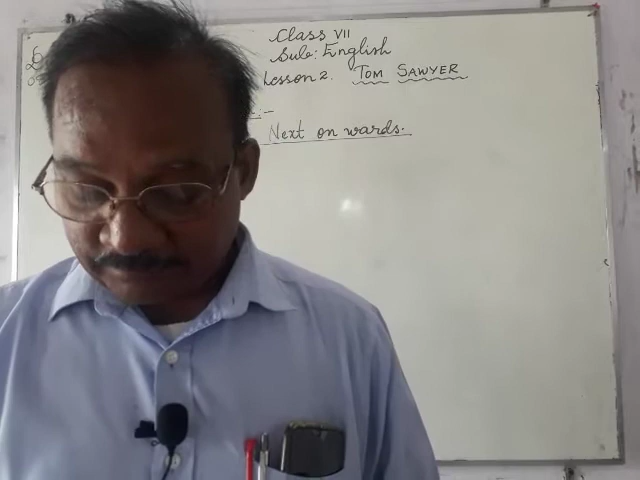 Class VII
Sub: English
Lesson 2. TOM SAWYER
:-
Next on wards.